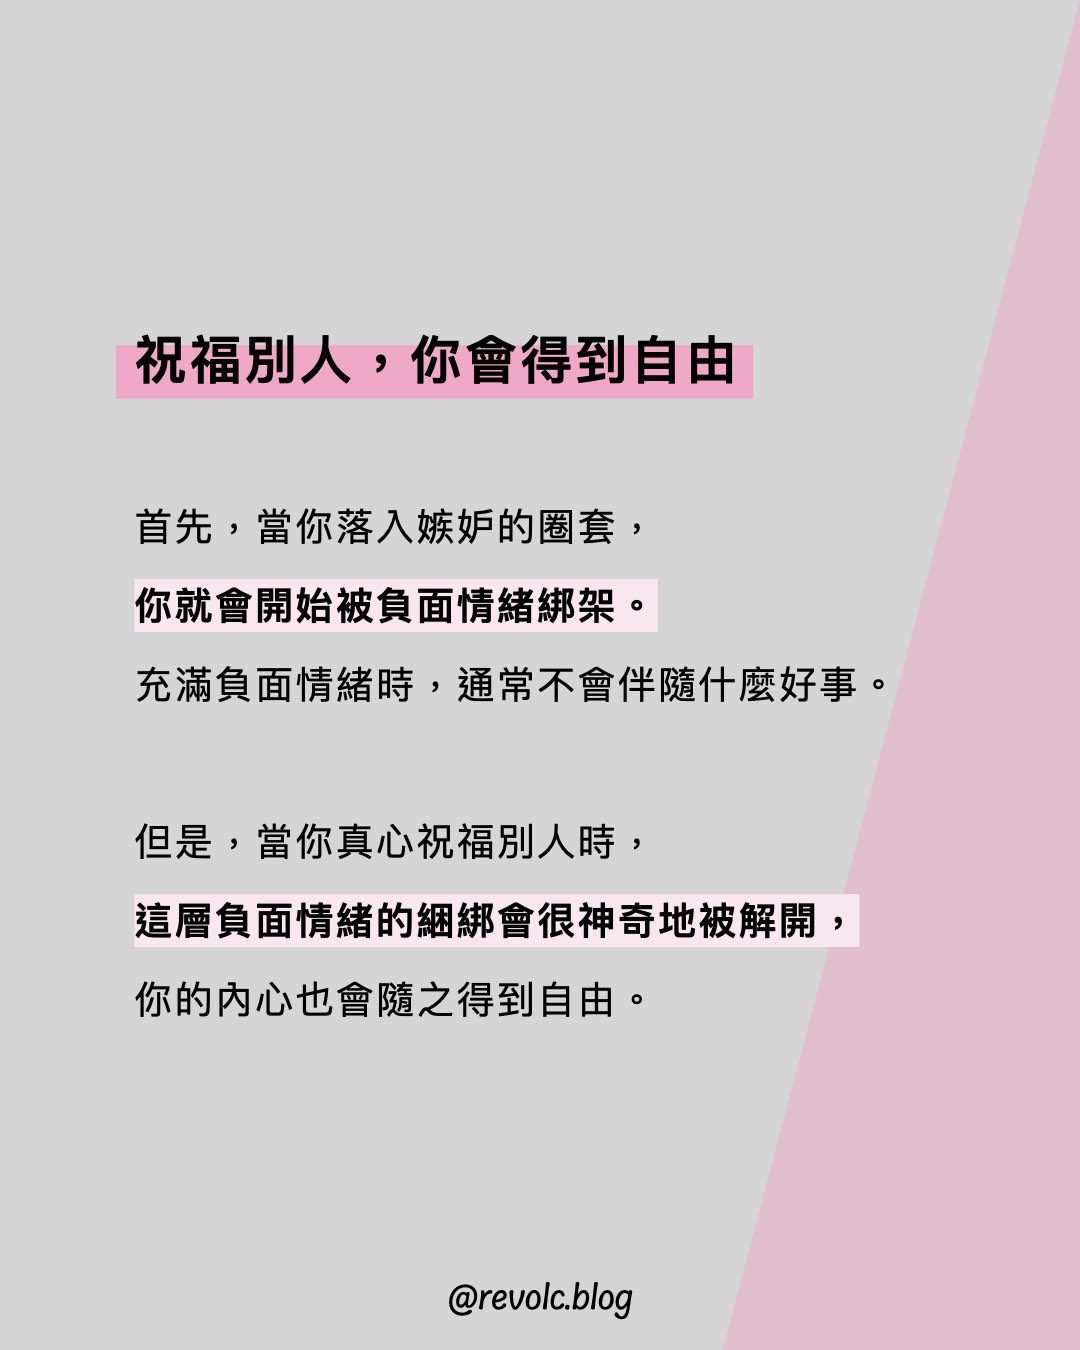 祝福別人，你會得到自由
首先，當你落入嫉妒的圈套，
你就會開始被負面情緒綁架。
充滿負面情緒時，通常不會伴隨什麼好事。
但是，當你真心祝福別人時，
這層負面情緒的綑綁會很神奇地被解開，
你的內心也會隨之得到自由。
@revolc.blog